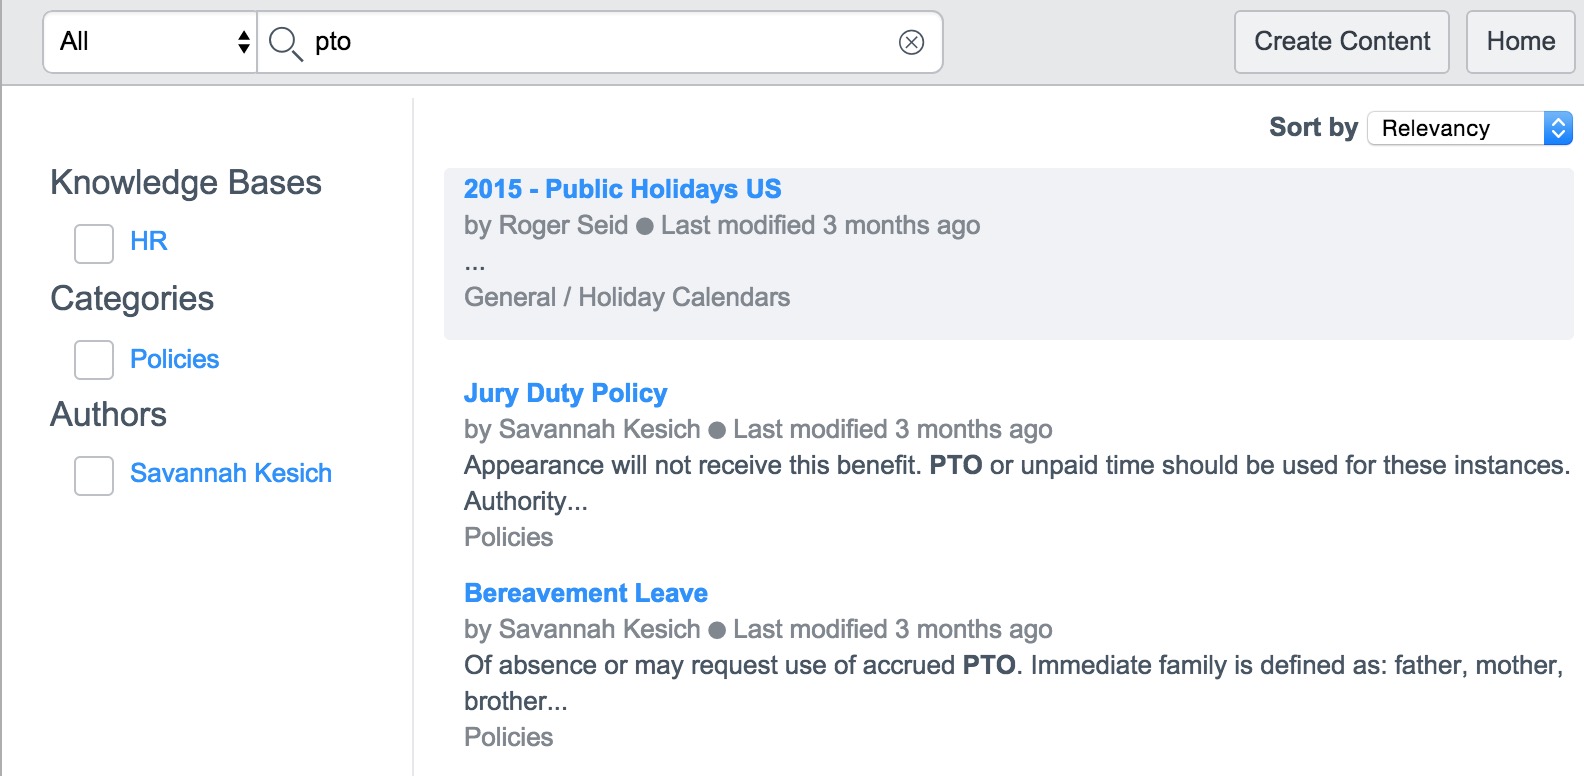 All
pto
Create Content
Home
Sort by Relevancy
Knowledge Bases
HR
Categories
Policies
Authors
Savannah Kesich
2015 - Public Holidays US
by Roger Seid ● Last modified 3 months ago
...
General / Holiday Calendars
Jury Duty Policy
by Savannah Kesich ● Last modified 3 months ago
Appearance will not receive this benefit. PTO or unpaid time should be used for these instances.
Authority...
Policies
Bereavement Leave
by Savannah Kesich ● Last modified 3 months ago
Of absence or may request use of accrued PTO. Immediate family is defined as: father, mother,
brother...
Policies